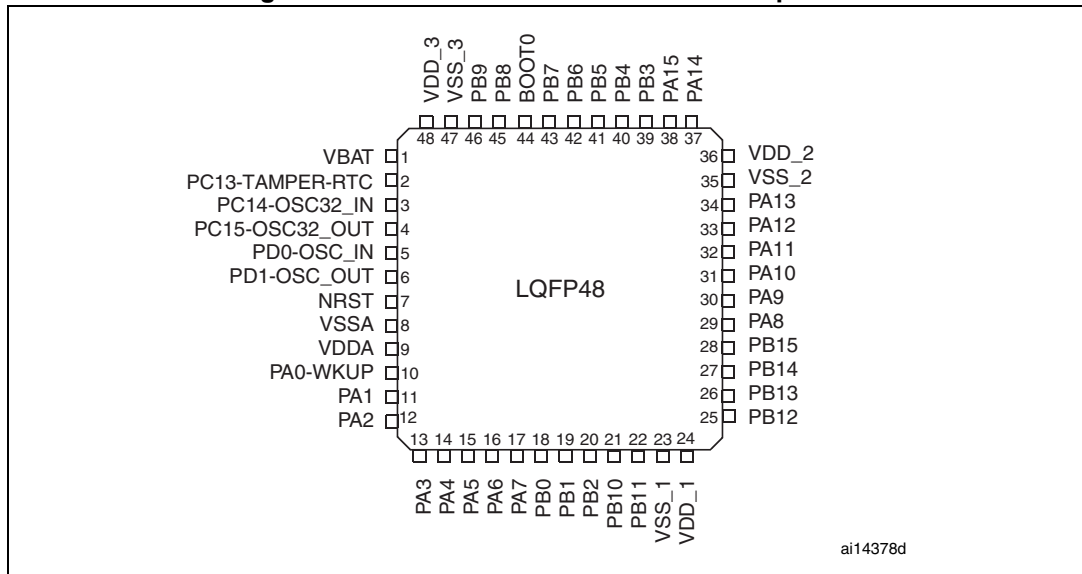 VDD_3
VSS_3
PB9
PB8
BOOT0
PB7
PB6
PB5
PB4
PB3
PA15
PA14
48 47 46 45 44 43 42 41 40 39 38 37
VBAT 1
PC13-TAMPER-RTC 2
PC14-OSC32_IN 3
PC15-OSC32_OUT 4
PD0-OSC_IN 5
PD1-OSC_OUT 6
NRST 7
VSSA 8
VDDA 9
PA0-WKUP 10
PA1 11
PA2 12
LQFP48
36 VDD_2
35 VSS_2
34 PA13
33 PA12
32 PA11
31 PA10
30 PA9
29 PA8
28 PB15
27 PB14
26 PB13
25 PB12
13 14 15 16 17 18 19 20 21 22 23 24
PA3
PA4
PA5
PA6
PA7
PB0
PB1
PB2
PB10
PB11
VSS_1
VDD_1
ai14378d